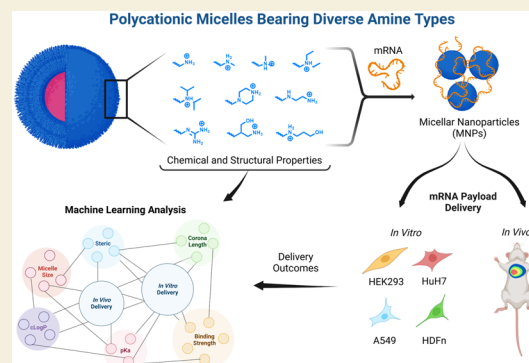 Polycationic Micelles Bearing Diverse Amine Types
mRNA
Micellar Nanoparticles
(MNPs)
Chemical and Structural Properties
mRNA Payload
Delivery
Machine Learning Analysis
Steric
Corona
Length
Micelle
Size
In Vivo
Delivery
In Vitro
Delivery
cLogP
pKa
Binding
Strength
Delivery
Outcomes
In Vitro
In Vivo
HEK293
HuH7
A549
HDFn